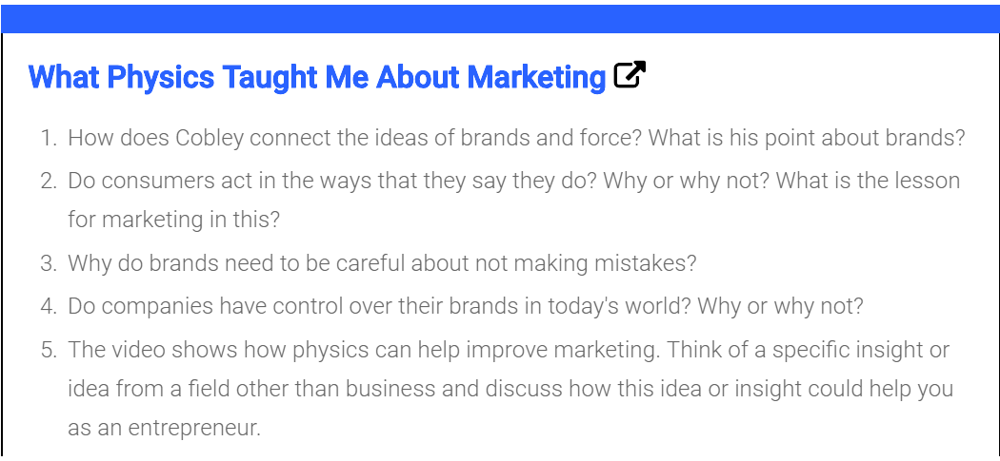 What Physics Taught Me About Marketing
1. How does Cobley connect the ideas of brands and force? What is his point about brands?
2. Do consumers act in the ways that they say they do? Why or why not? What is the lesson
for marketing in this?
3. Why do brands need to be careful about not making mistakes?
4. Do companies have control over their brands in today's world? Why or why not?
5. The video shows how physics can help improve marketing. Think of a specific insight or
idea from a field other than business and discuss how this idea or insight could help you
as an entrepreneur.